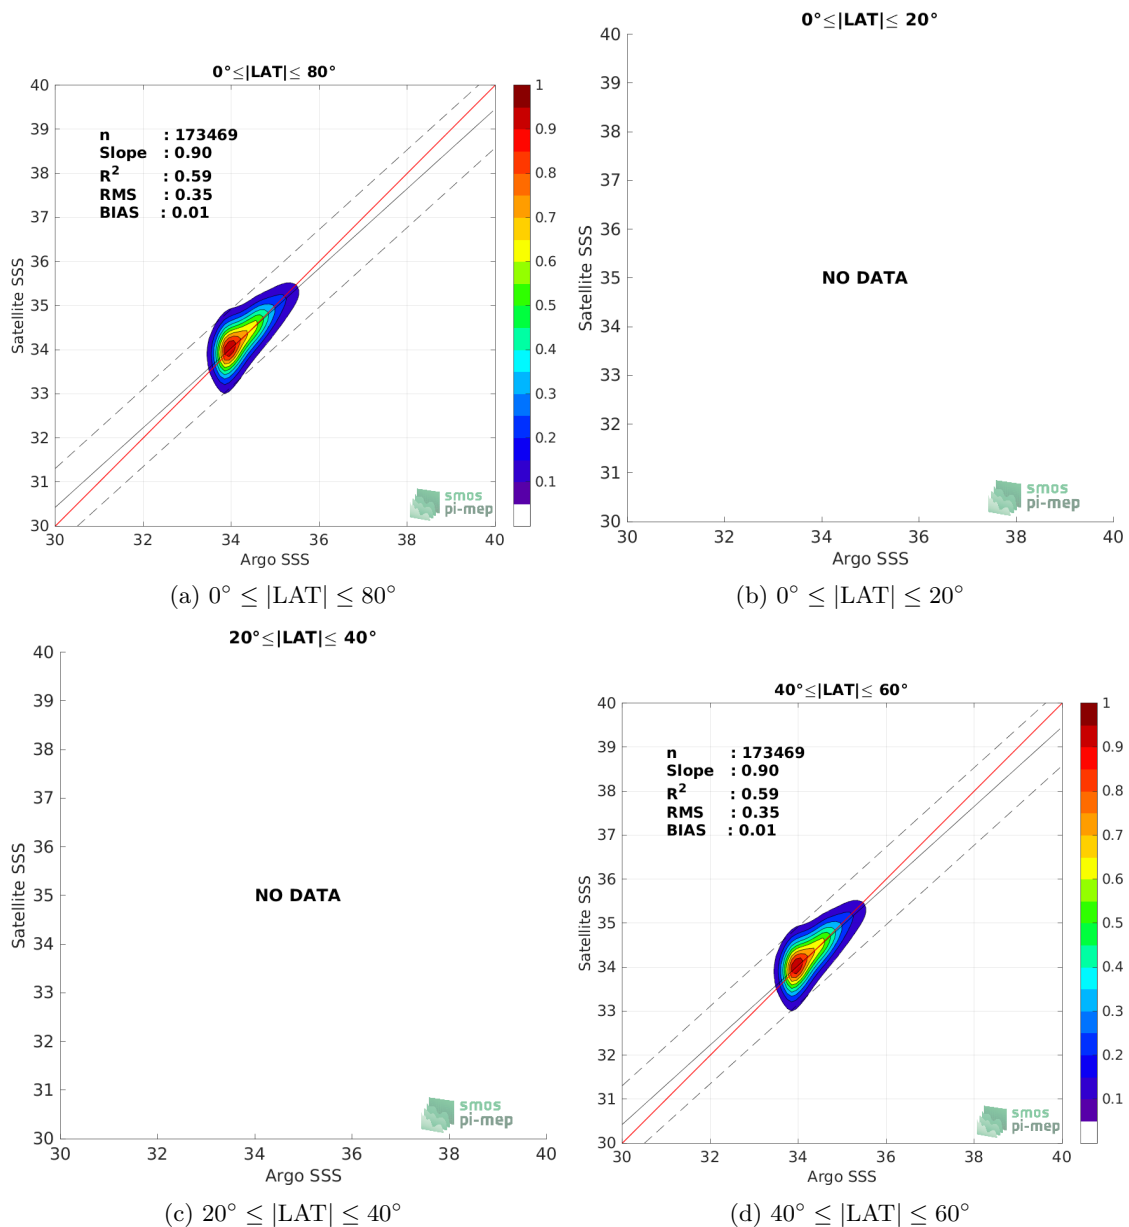 0°≤|LAT|≤ 80°
40
39
38
37
36
35
34
33
32
31
30
Satellite SSS
n : 173469
Slope : 0.90
R² : 0.59
RMS : 0.35
BIAS : 0.01
smos
pi-mep
30 32 34 36 38 40
Argo SSS
1
0.9
0.8
0.7
0.6
0.5
0.4
0.3
0.2
0.1
(a) 0° ≤ |LAT| ≤ 80°
0°≤|LAT|≤ 20°
40
39
38
37
36
35
34
33
32
31
30
Satellite SSS
NO DATA
smos
pi-mep
30 32 34 36 38 40
Argo SSS
(b) 0° ≤ |LAT| ≤ 20°
20°≤|LAT|≤ 40°
40
39
38
37
36
35
34
33
32
31
30
Satellite SSS
NO DATA
smos
pi-mep
30 32 34 36 38 40
Argo SSS
(c) 20° ≤ |LAT| ≤ 40°
40°≤|LAT|≤ 60°
40
39
38
37
36
35
34
33
32
31
30
Satellite SSS
n : 173469
Slope : 0.90
R² : 0.59
RMS : 0.35
BIAS : 0.01
smos
pi-mep
30 32 34 36 38 40
Argo SSS
1
0.9
0.8
0.7
0.6
0.5
0.4
0.3
0.2
0.1
(d) 40° ≤ |LAT| ≤ 60°